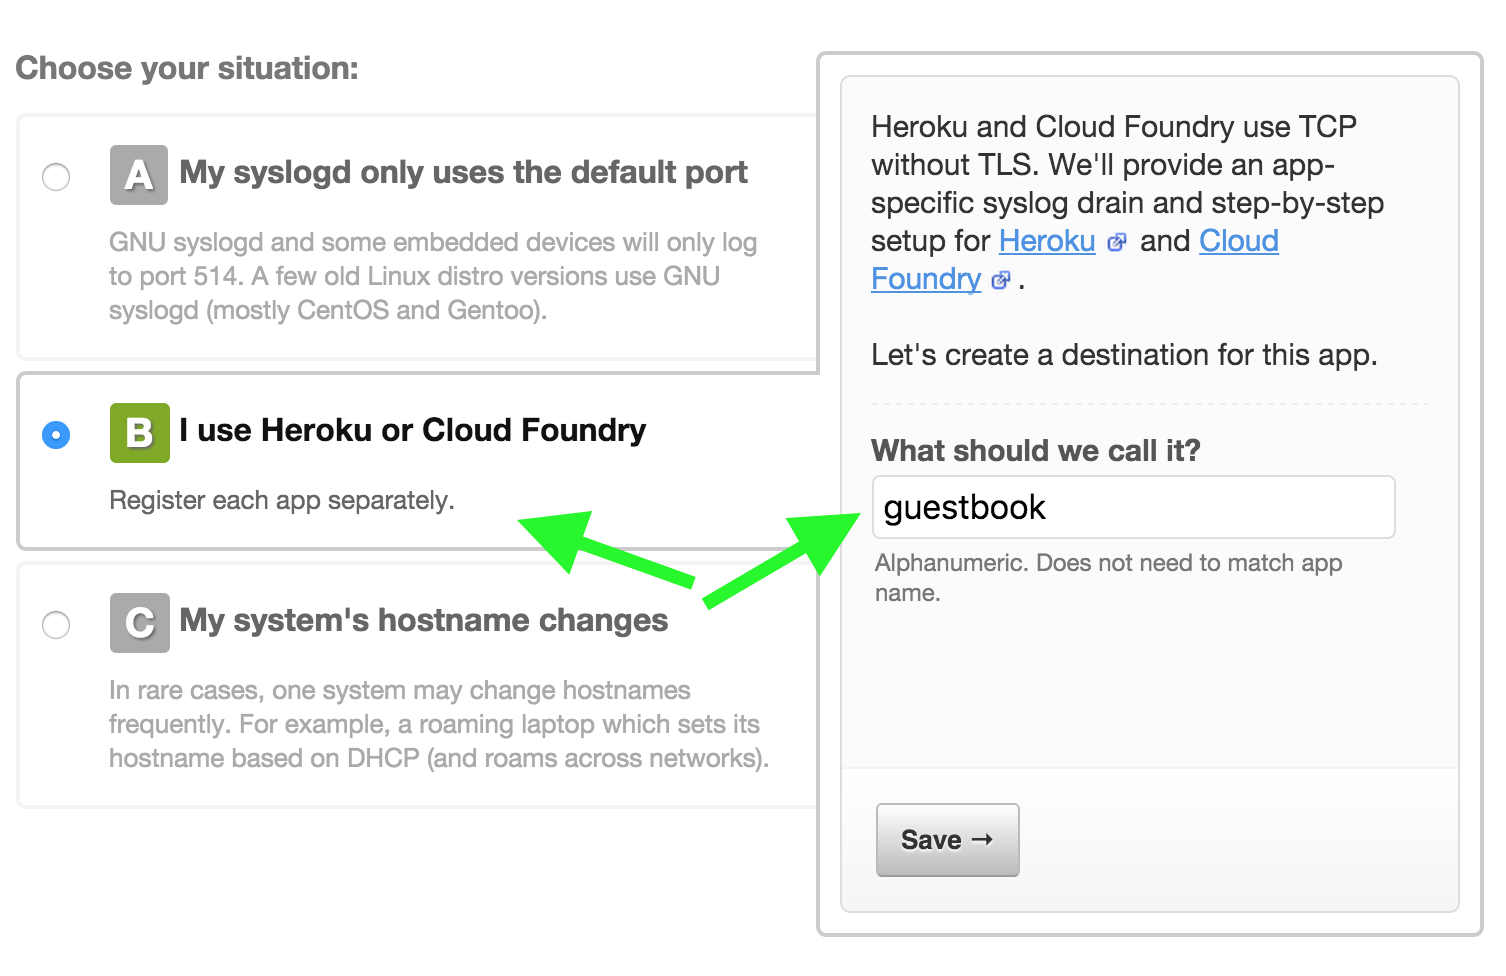 Choose your situation:
A My syslogd only uses the default port
GNU syslogd and some embedded devices will only log
to port 514. A few old Linux distro versions use GNU
syslogd (mostly CentOS and Gentoo).
B I use Heroku or Cloud Foundry
Register each app separately.
C My system's hostname changes
In rare cases, one system may change hostnames
frequently. For example, a roaming laptop which sets its
hostname based on DHCP (and roams across networks).
Heroku and Cloud Foundry use TCP
without TLS. We'll provide an app-
specific syslog drain and step-by-step
setup for Heroku and Cloud
Foundry .
Let's create a destination for this app.
What should we call it?
guestbook
Alphanumeric. Does not need to match app
name.
Save →